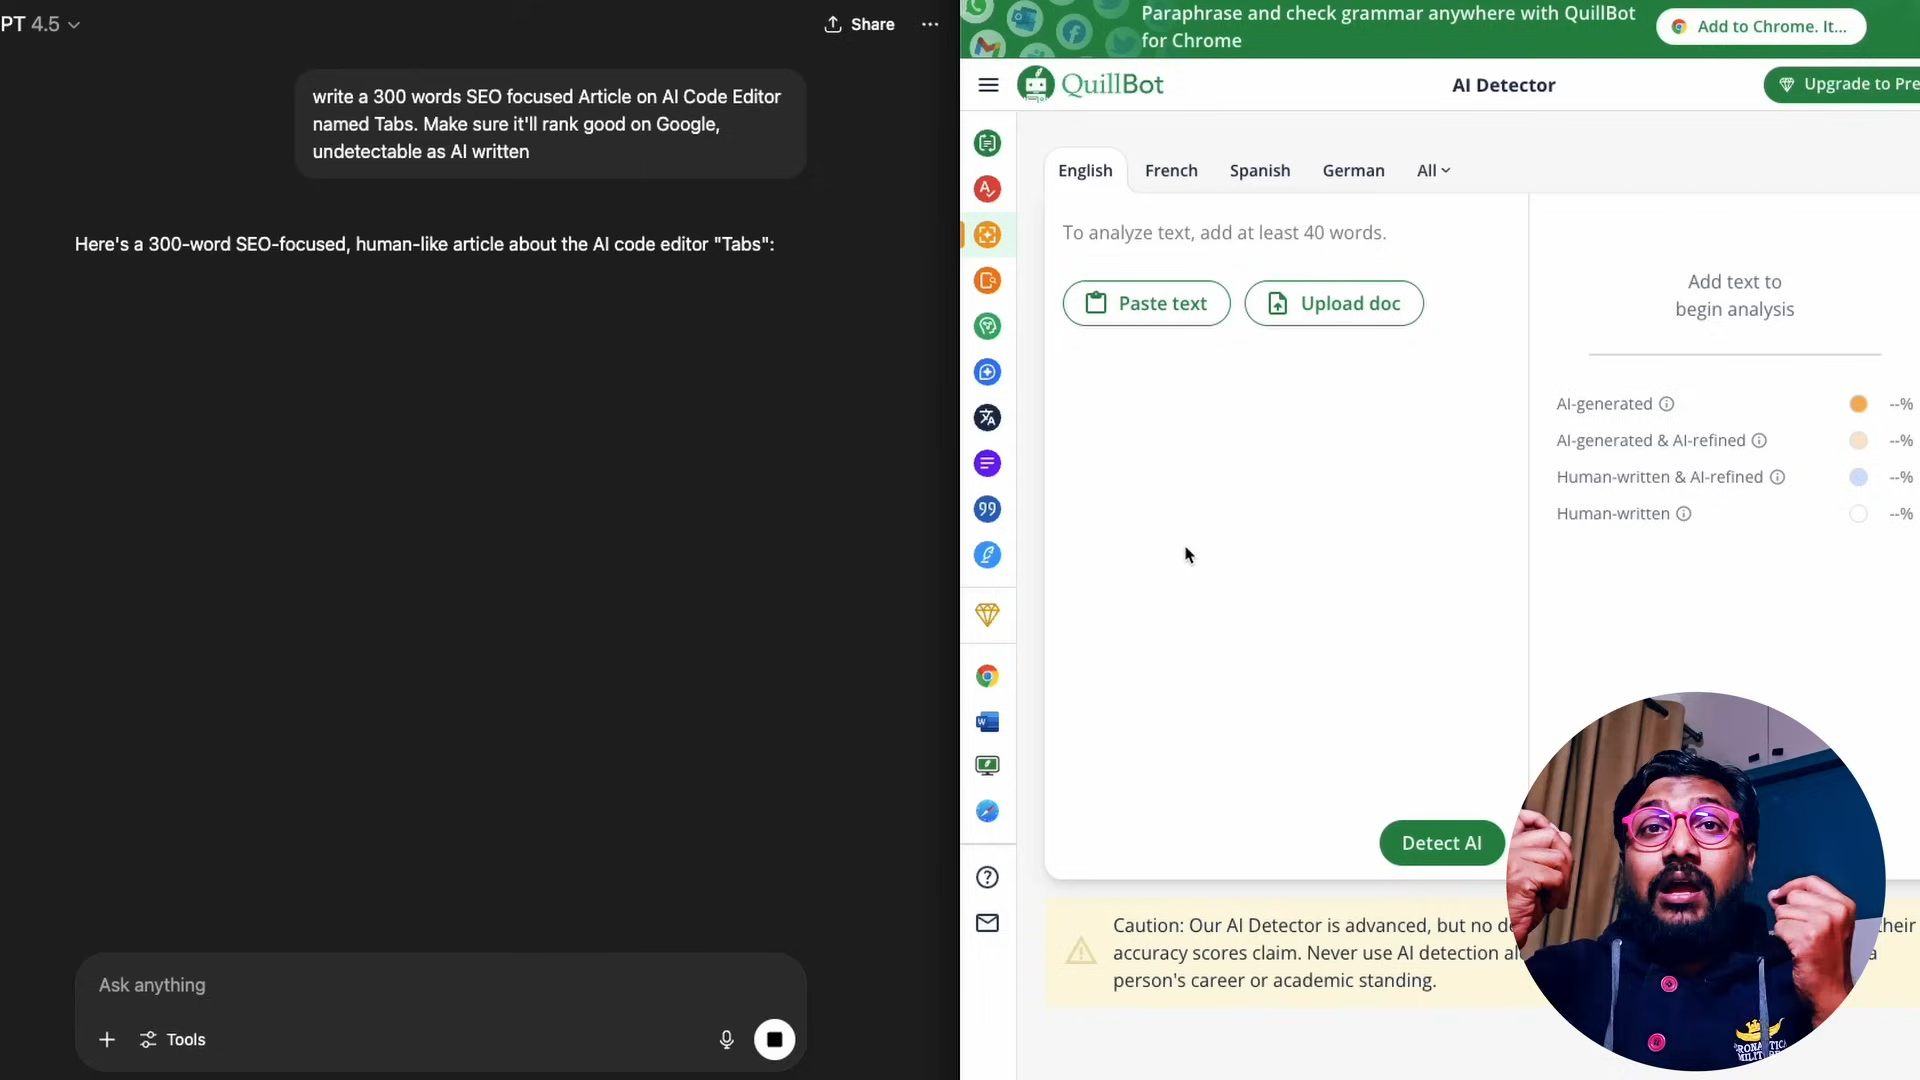 PT 4.5
Share
write a 300 words SEO focused Article on AI Code Editor
named Tabs. Make sure it'll rank good on Google,
undetectable as AI written
Here's a 300-word SEO-focused, human-like article about the AI code editor "Tabs":
Ask anything
Tools
Paraphrase and check grammar anywhere with QuillBot
for Chrome
Add to Chrome. It...
QuillBot
AI Detector
Upgrade to Pre
English
French
Spanish
German
All
To analyze text, add at least 40 words.
Paste text
Upload doc
Add text to
begin analysis
AI-generated
--%
AI-generated & AI-refined
--%
Human-written & AI-refined
--%
Human-written
--%
Detect AI
Caution: Our AI Detector is advanced, but no
accuracy scores claim. Never use AI detection
person's career or academic standing.